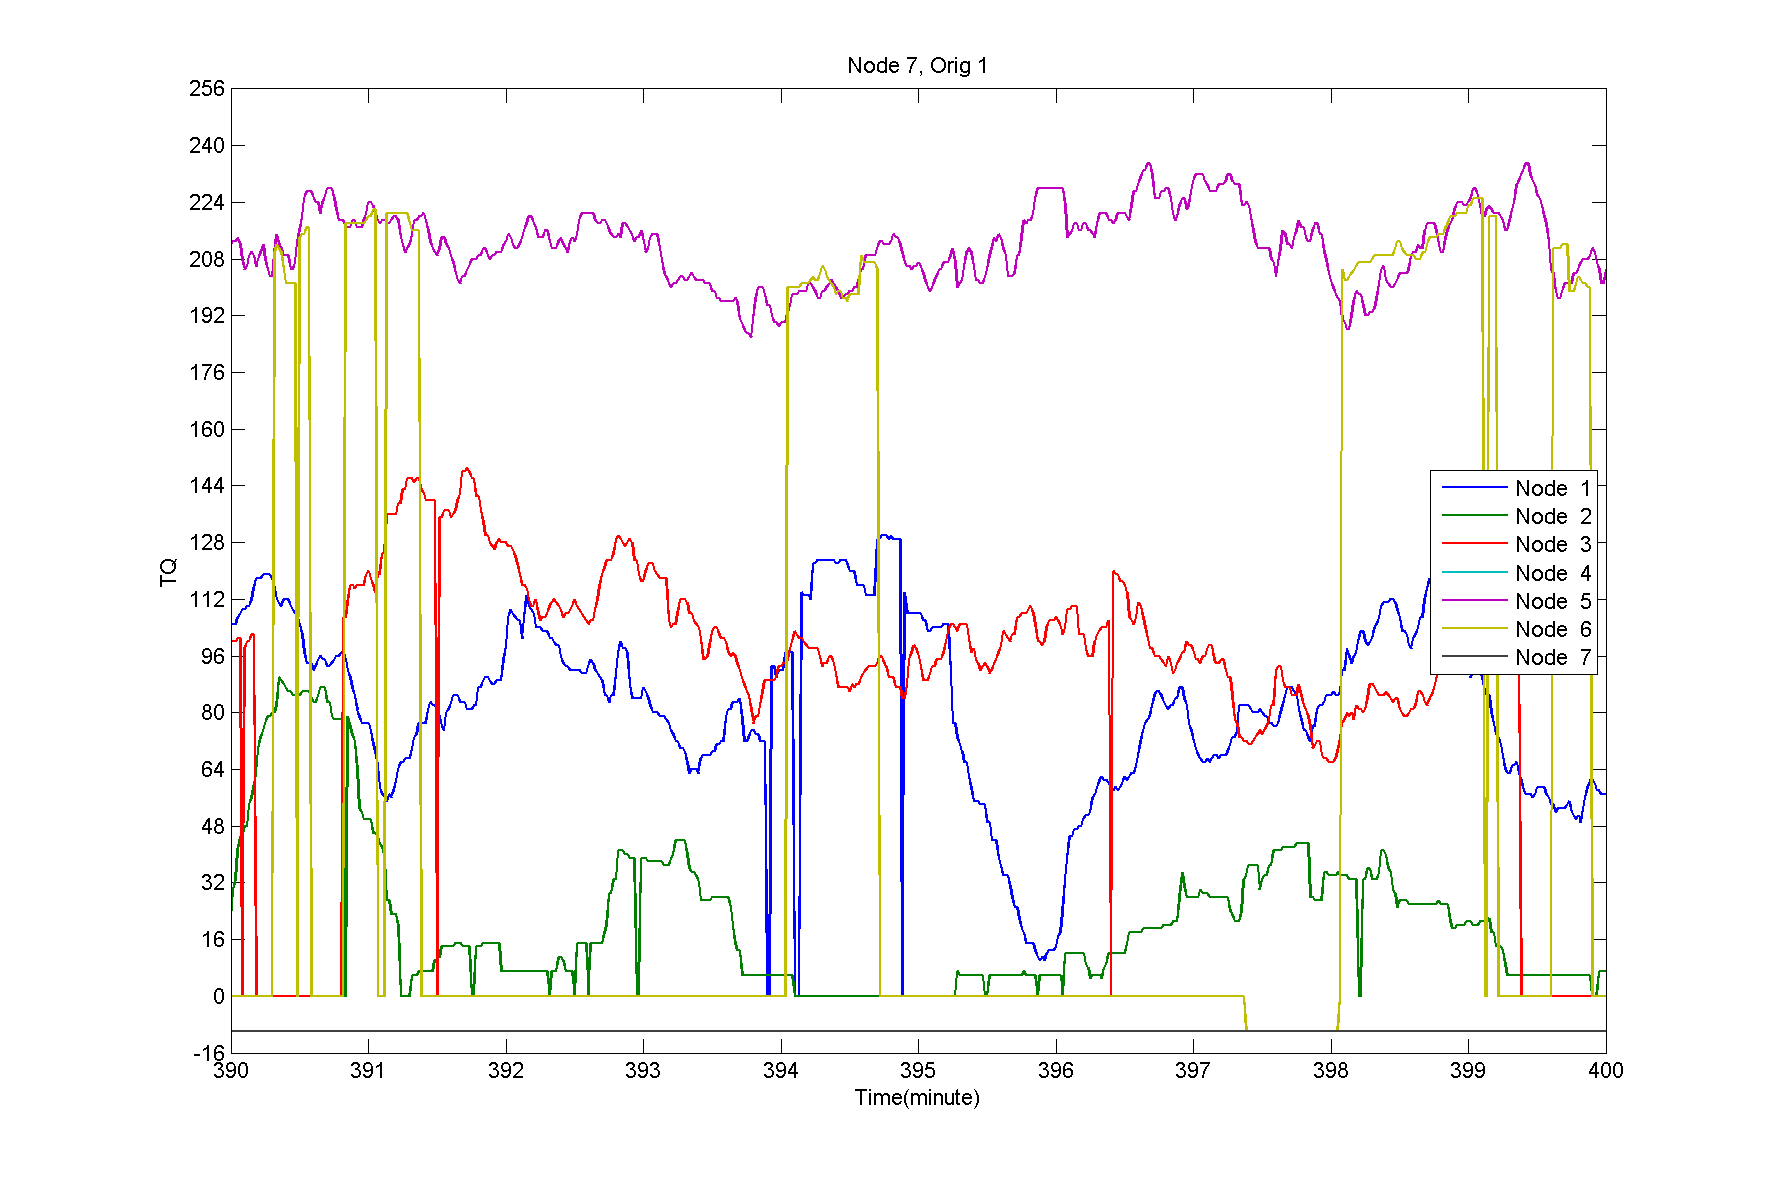 Node 7, Orig 1
256
240
224
208
192
176
160
144
128
112
96
80
64
48
32
16
0
-16
TQ
Node 1
Node 2
Node 3
Node 4
Node 5
Node 6
Node 7
390 391 392 393 394 395 396 397 398 399 400
Time(minute)